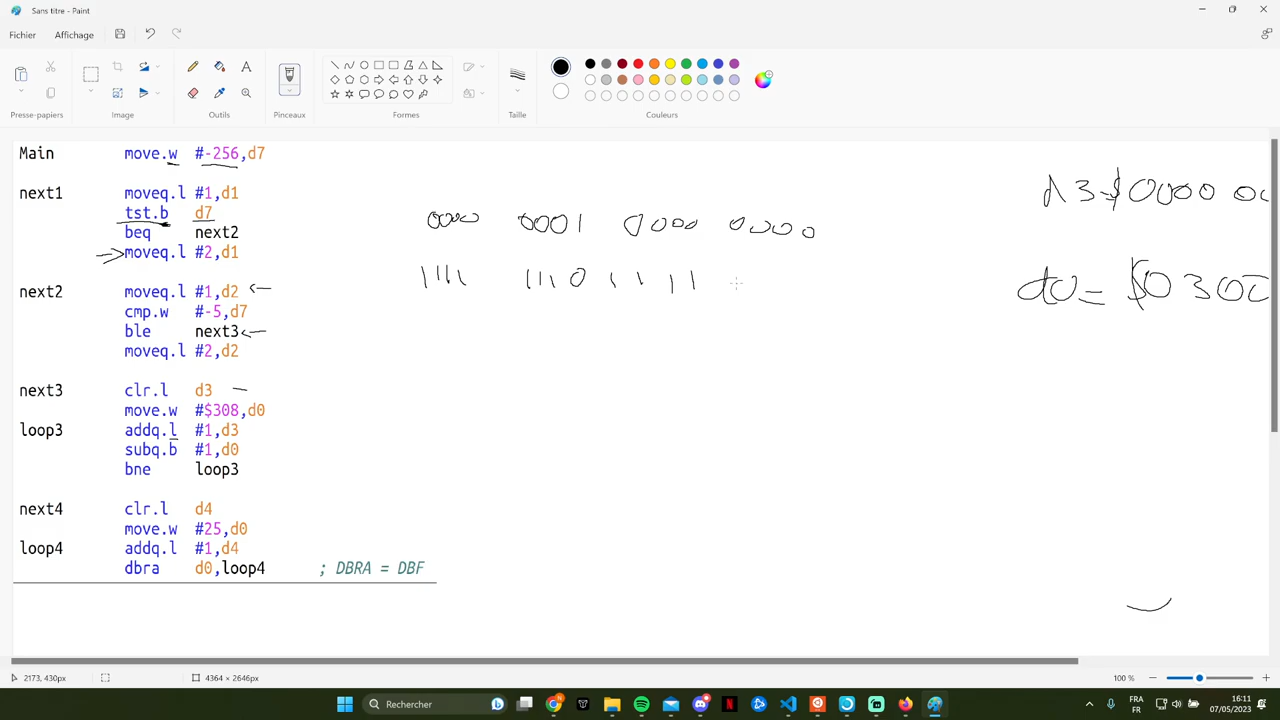 Sans titre - Paint
Fichier Affichage
Presse-papiers Image Outils Pinceaux Formes Taille Couleurs
Main move.w #-256,d7
next1 moveq.l #1,d1
tst.b d7
beq next2
moveq.l #2,d1
next2 moveq.l #1,d2
cmp.w #-5,d7
ble next3
moveq.l #2,d2
next3 clr.l d3
move.w #$308,d0
loop3 addq.l #1,d3
subq.b #1,d0
bne loop3
next4 clr.l d4
move.w #25,d0
loop4 addq.l #1,d4
dbra d0,loop4 ; DBRA = DBF
0000 0001 0000 0000
1111 1110 1111
d3=$0000 00
d0=$0300
2173, 430px 4364 × 2646px 100 %
Rechercher
FRA
FR
16:11
07/05/2023